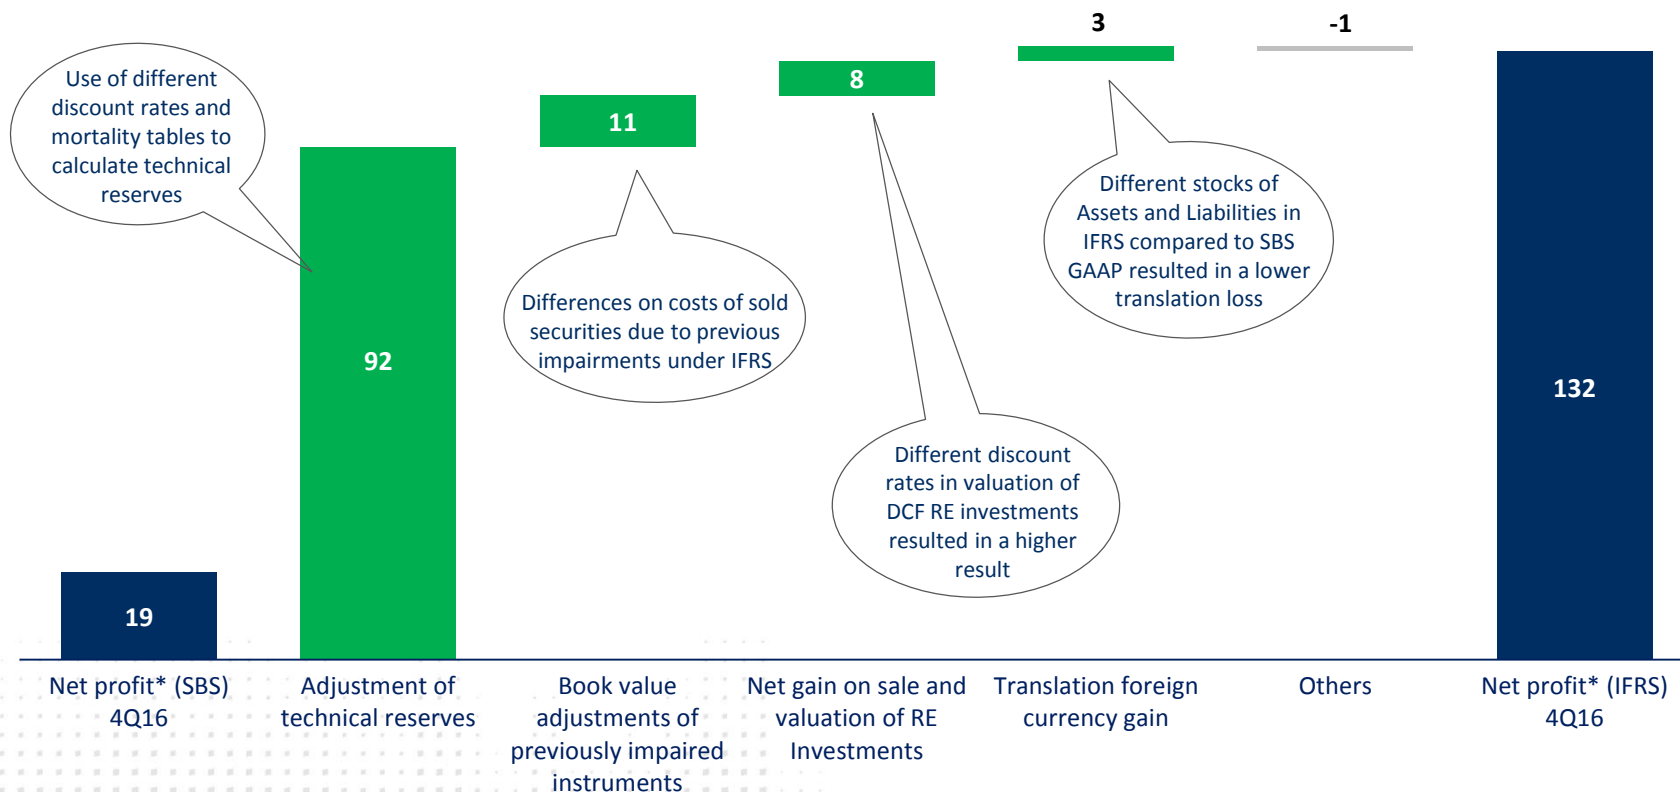 3
-1
8
11
92
19
132
Use of different
discount rates and
mortality tables to
calculate technical
reserves
Differences on costs of sold
securities due to previous
impairments under IFRS
Different discount
rates in valuation of
DCF RE investments
resulted in a higher
result
Different stocks of
Assets and Liabilities in
IFRS compared to SBS
GAAP resulted in a lower
translation loss
Net profit* (SBS)
4Q16
Adjustment of
technical reserves
Book value
adjustments of
previously impaired
instruments
Net gain on sale and
valuation of RE
Investments
Translation foreign
currency gain
Others
Net profit* (IFRS)
4Q16